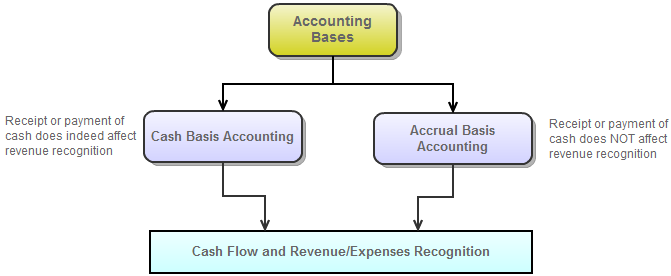 Accounting
Bases
Receipt or payment of
cash does indeed affect
revenue recognition
Cash Basis Accounting
Accrual Basis
Accounting
Receipt or payment of
cash does NOT affect
revenue recognition
Cash Flow and Revenue/Expenses Recognition